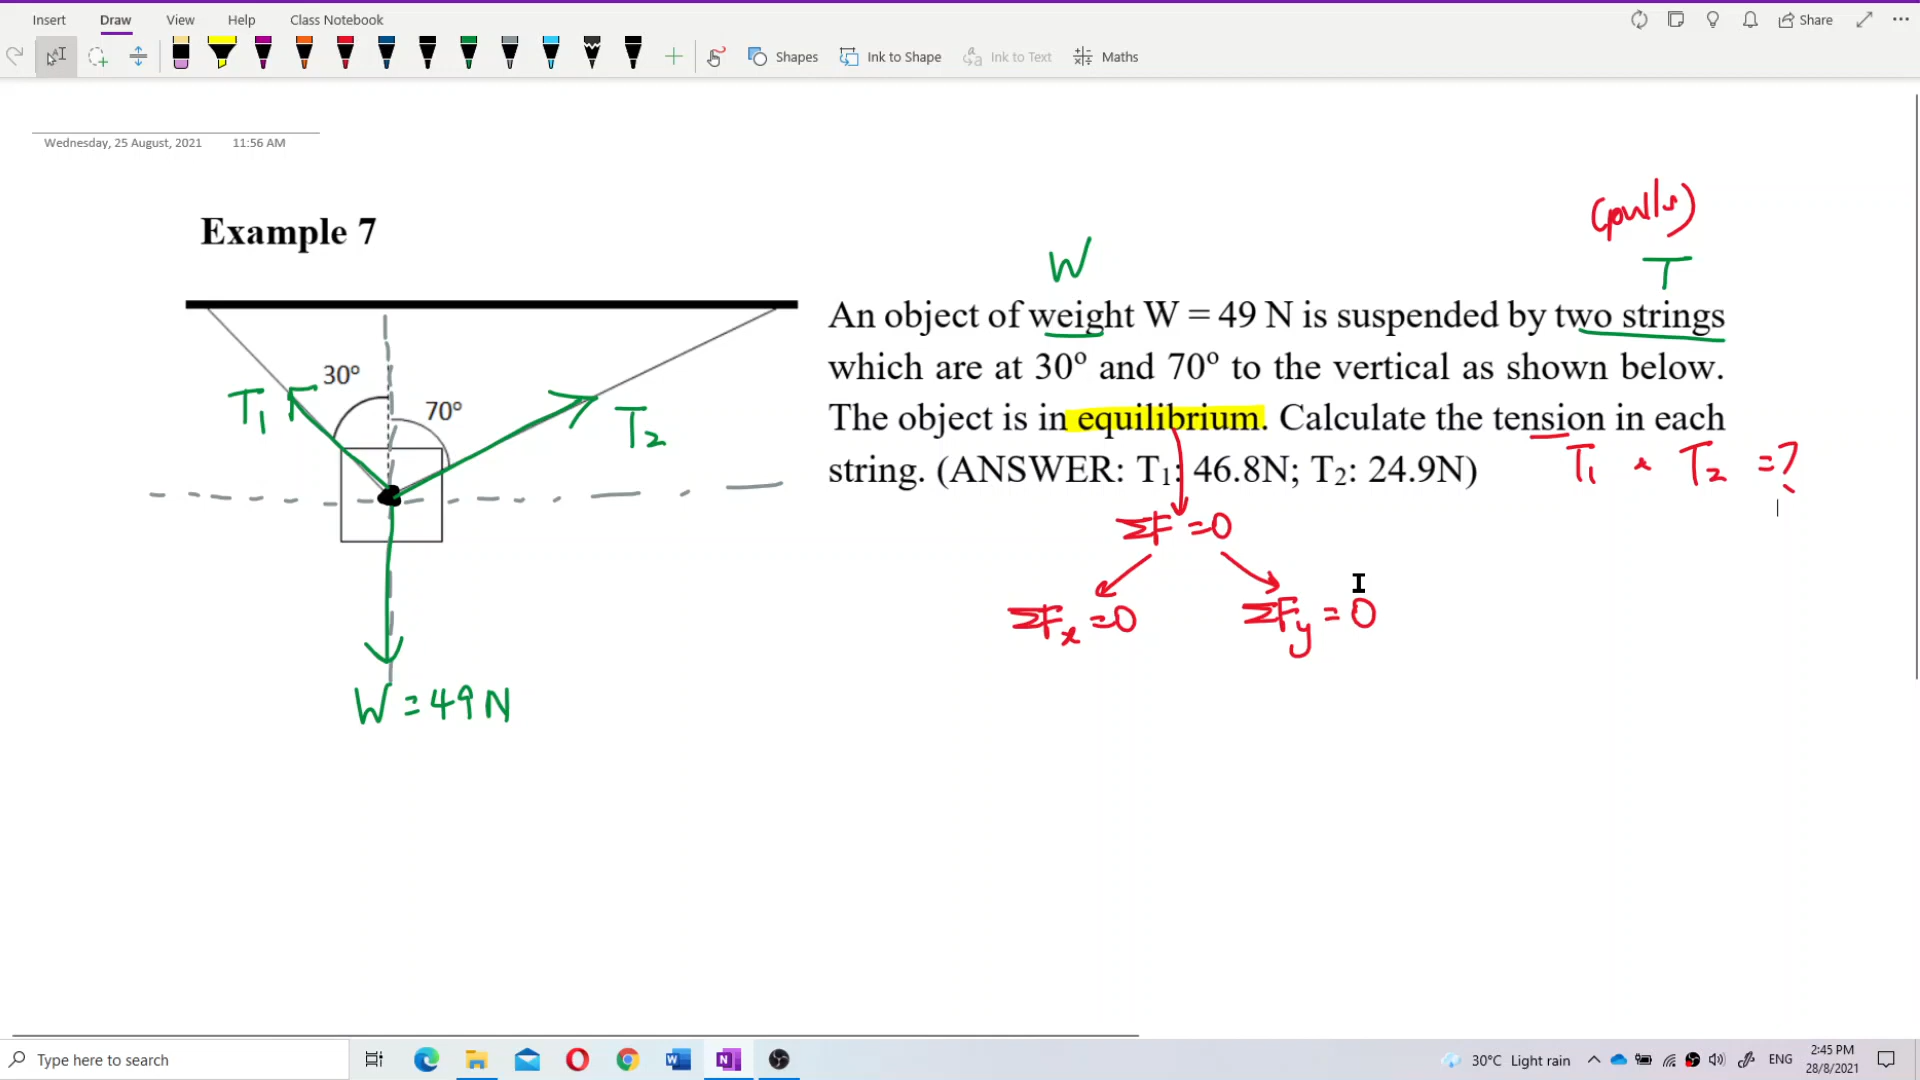 Insert Draw View Help Class Notebook Share
Shapes Ink to Shape Ink to Text Maths
Wednesday, 25 August, 2021 11:56 AM
Example 7
(pulls)
W
T
An object of weight W = 49 N is suspended by two strings
which are at 30º and 70º to the vertical as shown below.
The object is in equilibrium. Calculate the tension in each
string. (ANSWER: T₁: 46.8N; T₂: 24.9N)
T₁ & T₂ = ?
30º
70º
T₁
T₂
ΣF = 0
ΣFx = 0
ΣFy = 0
W = 49 N
Type here to search
30°C Light rain
ENG
2:45 PM
28/8/2021